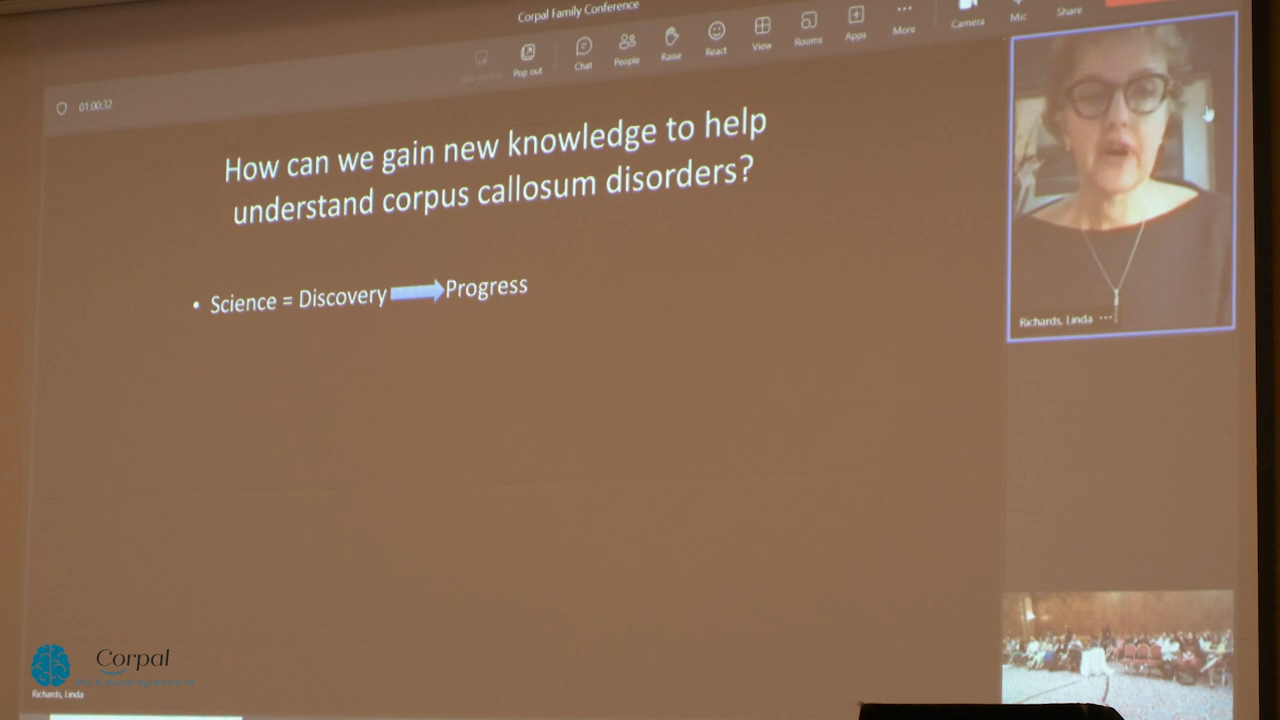 Corpal Family Conference
Pop out
Chat
People
Raise
React
View
Rooms
Apps
More
Camera
Mic
Share
01:00:32
How can we gain new knowledge to help
understand corpus callosum disorders?
• Science = Discovery Progress
Richards, Linda ...
Corpal
Richards, Linda